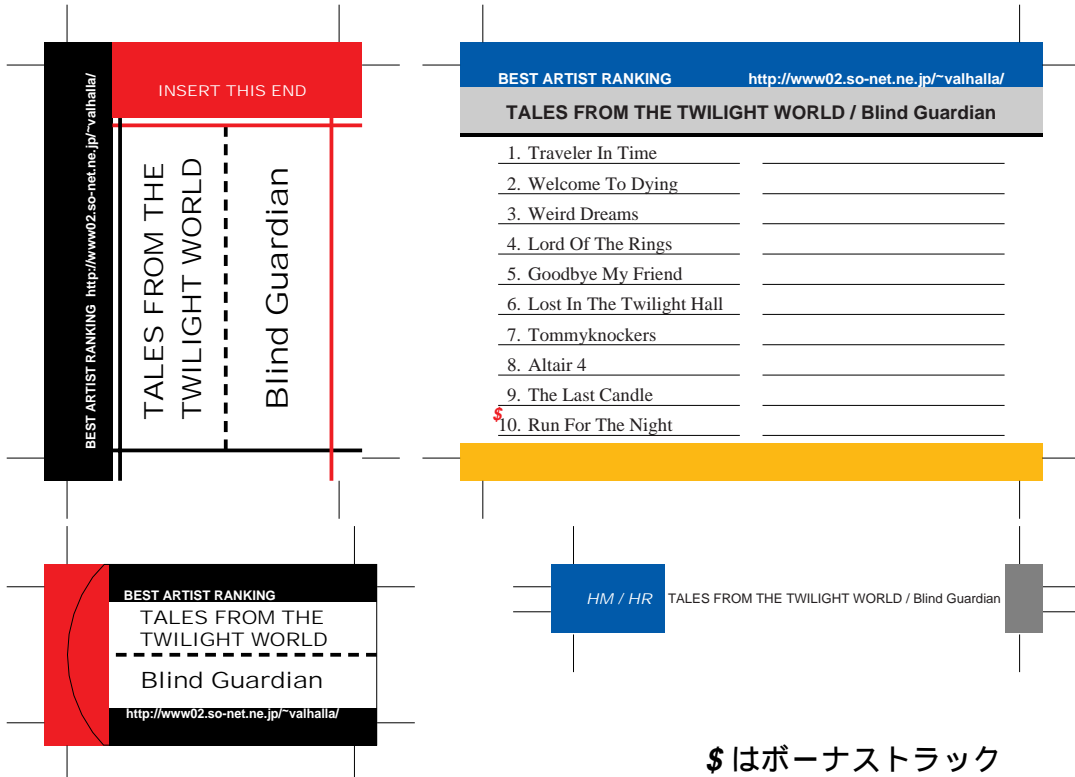 BEST ARTIST RANKING http://www02.so-net.ne.jp/~valhalla/
INSERT THIS END
TALES FROM THE
TWILIGHT WORLD
Blind Guardian
BEST ARTIST RANKING http://www02.so-net.ne.jp/~valhalla/
TALES FROM THE TWILIGHT WORLD / Blind Guardian
1. Traveler In Time
2. Welcome To Dying
3. Weird Dreams
4. Lord Of The Rings
5. Goodbye My Friend
6. Lost In The Twilight Hall
7. Tommyknockers
8. Altair 4
9. The Last Candle
$10. Run For The Night
BEST ARTIST RANKING
TALES FROM THE
TWILIGHT WORLD
Blind Guardian
http://www02.so-net.ne.jp/~valhalla/
HM / HR TALES FROM THE TWILIGHT WORLD / Blind Guardian
$はボーナストラック